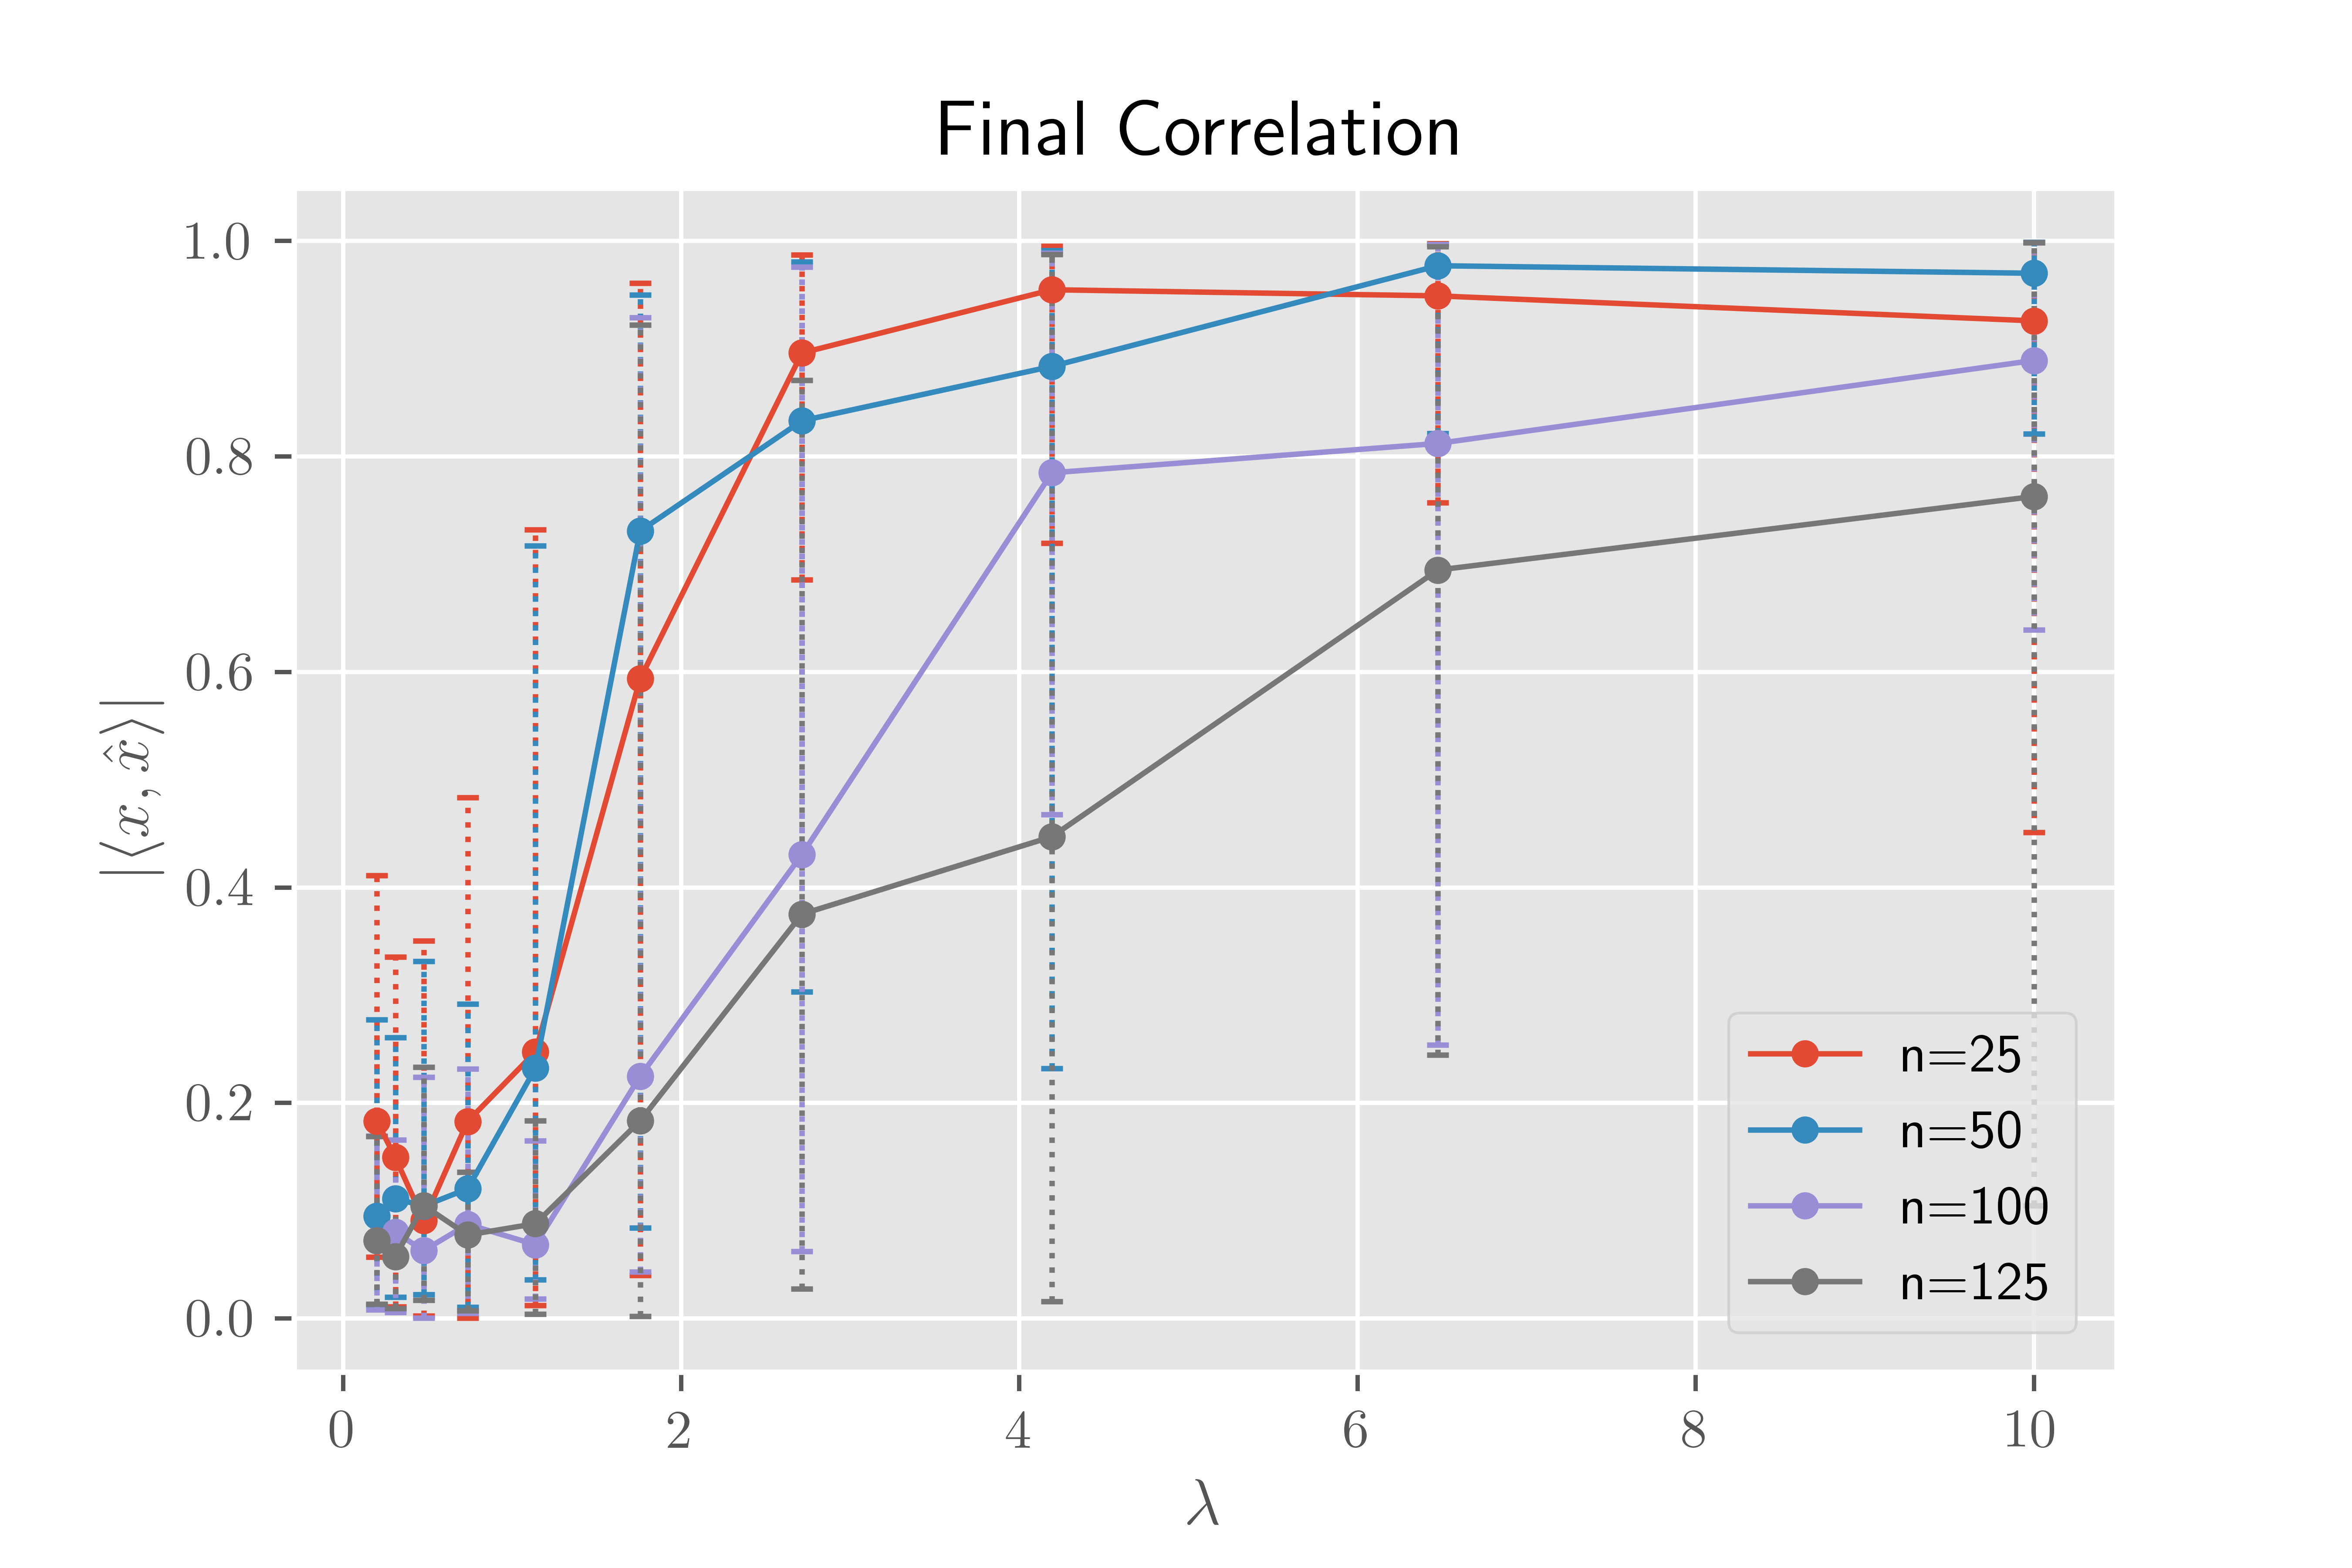 Final Correlation
|⟨x, x̂⟩|
1.0
0.8
0.6
0.4
0.2
0.0
n=25
n=50
n=100
n=125
0 2 4 6 8 10
λ